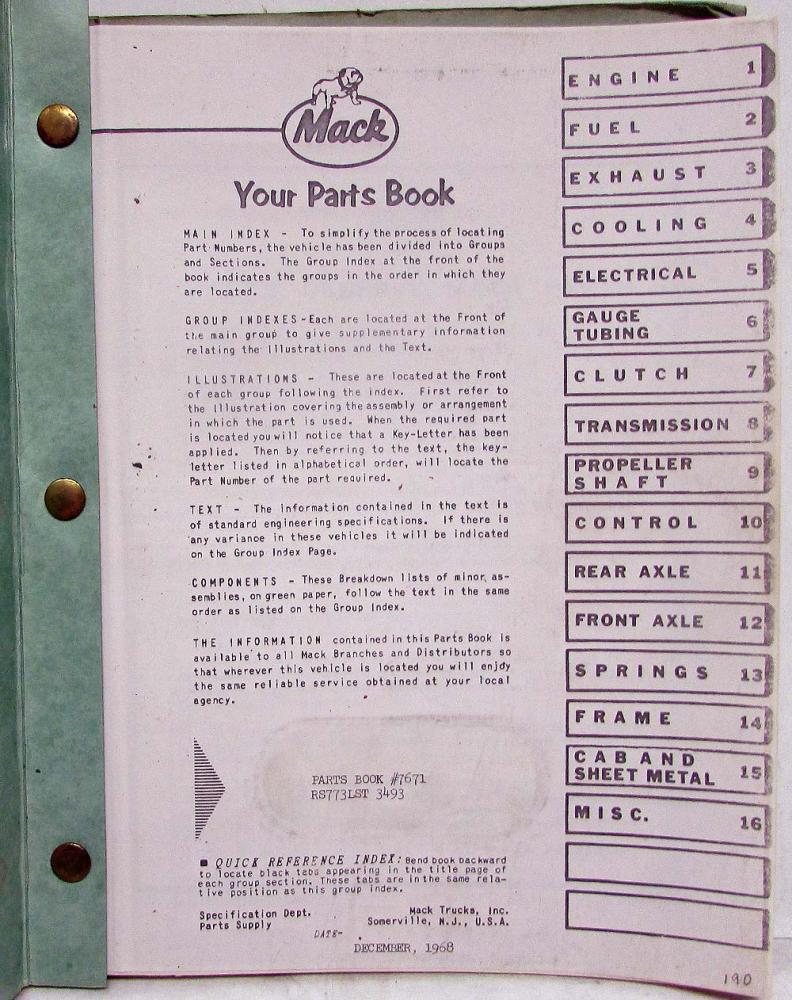 Mack
Your Parts Book
MAIN INDEX - To simplify the process of locating
Part Numbers, the vehicle has been divided into Groups
and Sections. The Group Index at the front of the
book indicates the groups in the order in which they
are located.
GROUP INDEXES-Each are located at the Front of
the main group to give supplementary information
relating the Illustrations and the Text.
ILLUSTRATIONS - These are located at the Front
of each group following the index. First refer to
the Illustration covering the assembly or arrangement
in which the part is used. When the required part
is located you will notice that a Key-Letter has been
applied. Then by referring to the text, the key-
letter listed in alphabetical order, will locate the
Part Number of the part required.
TEXT - The Information contained in the text is
of standard engineering specifications. If there is
any variance in these vehicles it will be indicated
on the Group Index Page.
COMPONENTS - These Breakdown lists of minor as-
semblies, on green paper, follow the text in the same
order as listed on the Group Index.
THE INFORMATION contained in this Parts Book is
available to all Mack Branches and Distributors so
that wherever this vehicle is located you will enjoy
the same reliable service obtained at your local
agency.
PARTS BOOK #7671
RS773LST 3493
■ QUICK REFERENCE INDEX: Bend book backward
to locate black tabs appearing in the title page of
each group section. These tabs are in the same rela-
tive position as this group index.
Specification Dept. Mack Trucks, Inc.
Parts Supply Somerville, N.J., U.S.A.
DATE-
DECEMBER, 1968
ENGINE 1
FUEL 2
EXHAUST 3
COOLING 4
ELECTRICAL 5
GAUGE
TUBING 6
CLUTCH 7
TRANSMISSION 8
PROPELLER
SHAFT 9
CONTROL 10
REAR AXLE 11
FRONT AXLE 12
SPRINGS 13
FRAME 14
CAB AND
SHEET METAL 15
MISC. 16
190